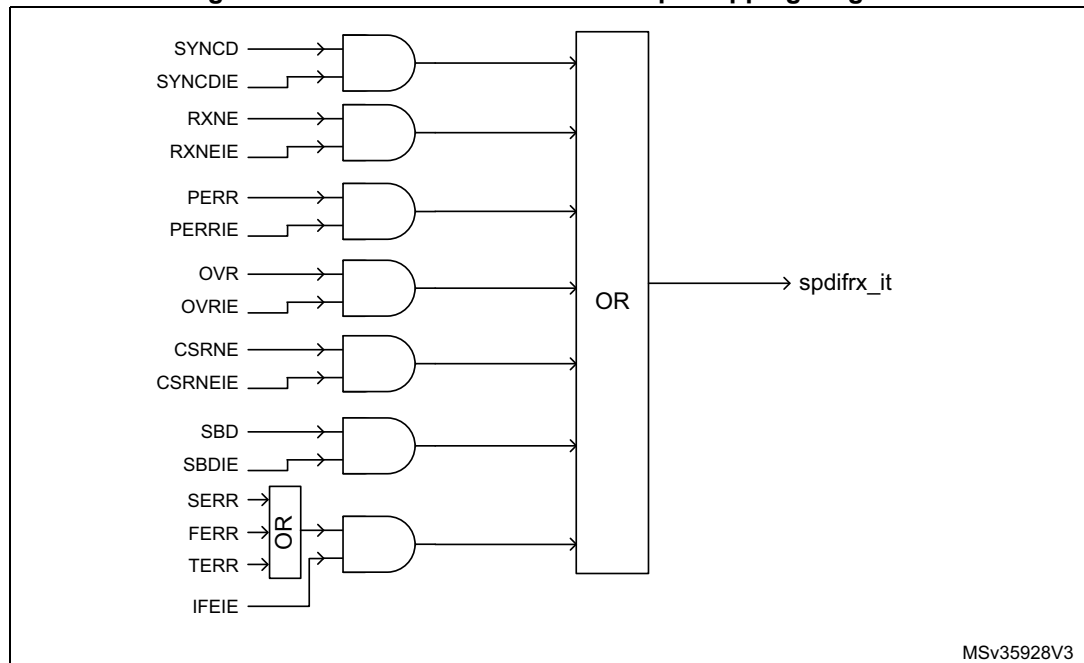 SYNCD
SYNCDIE
RXNE
RXNEIE
PERR
PERRIE
OVR
OVRIE
CSRNE
CSRNEIE
SBD
SBDIE
SERR
FERR
TERR
OR
IFEIE
OR
spdifrx_it
MSv35928V3